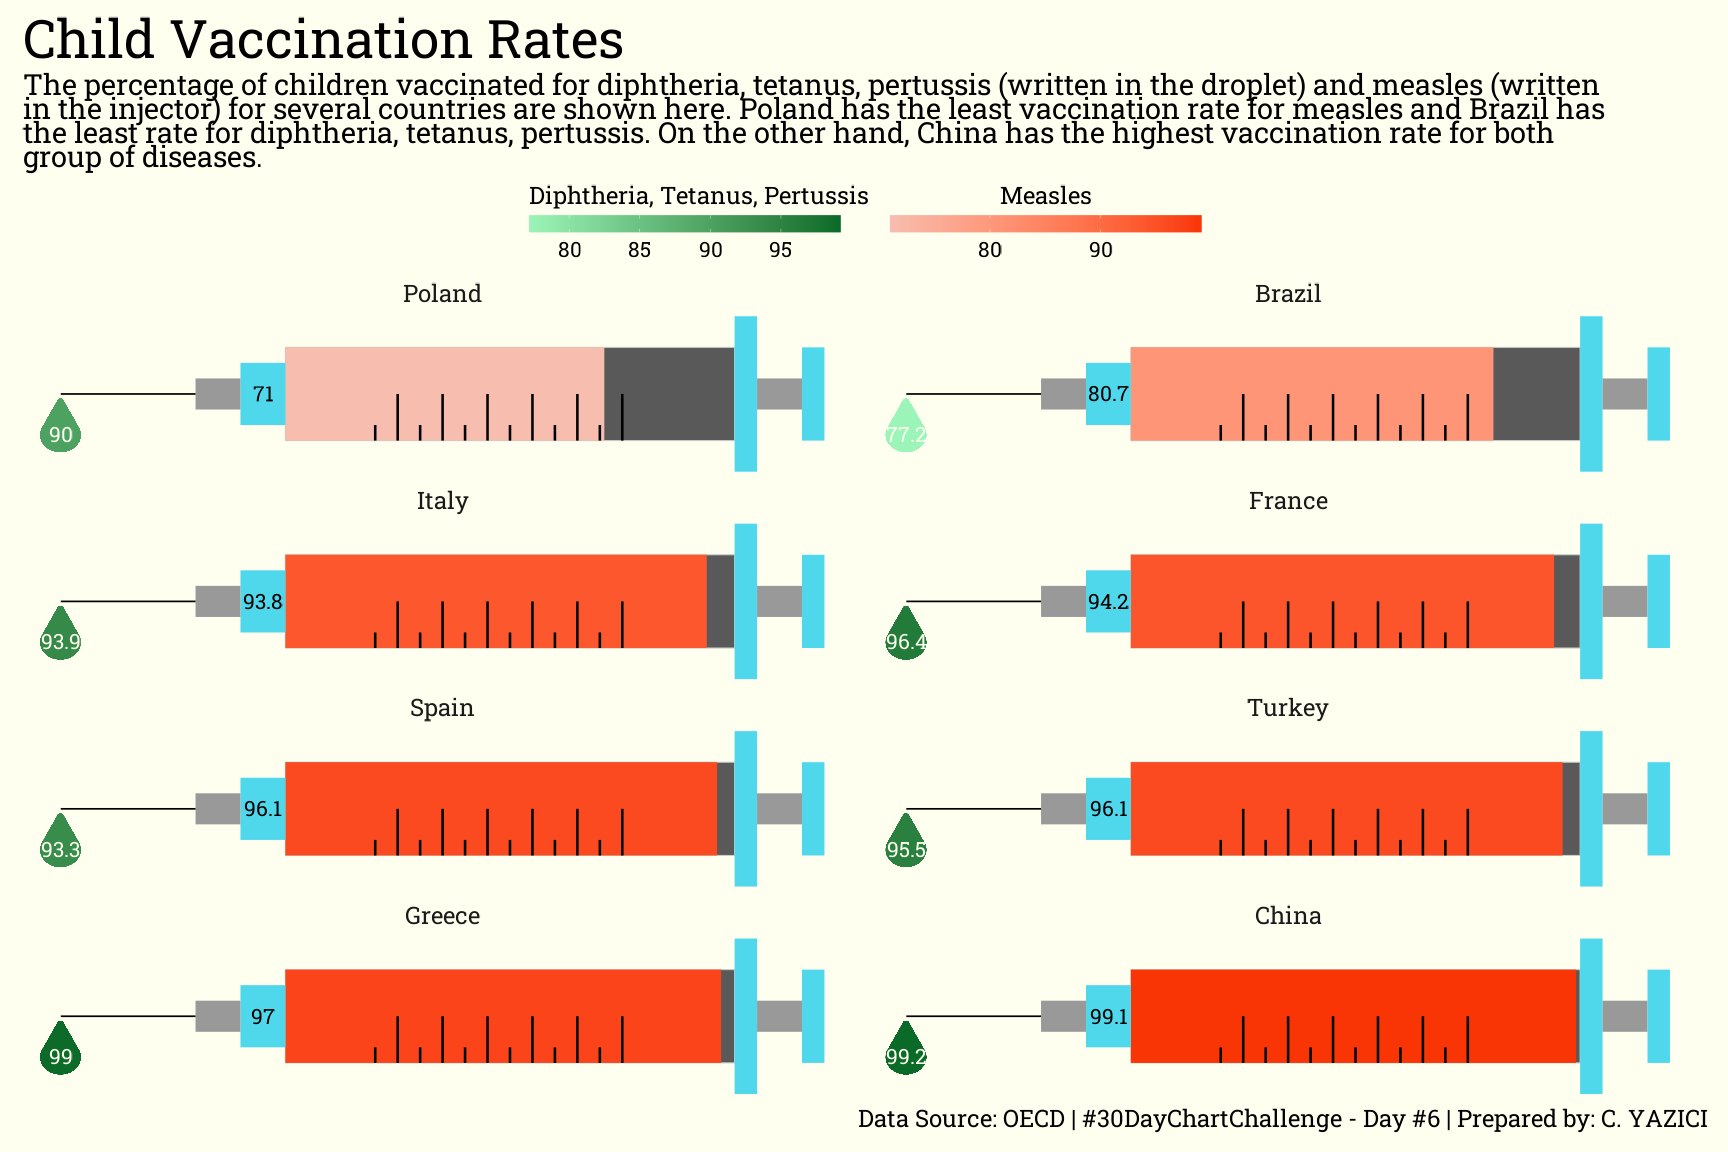 Child Vaccination Rates
The percentage of children vaccinated for diphtheria, tetanus, pertussis (written in the droplet) and measles (written
in the injector) for several countries are shown here. Poland has the least vaccination rate for measles and Brazil has
the least rate for diphtheria, tetanus, pertussis. On the other hand, China has the highest vaccination rate for both
group of diseases.
Diphtheria, Tetanus, Pertussis
80 85 90 95
Measles
80 90
Poland
71
90
Brazil
80.7
77.2
Italy
93.8
93.9
France
94.2
96.4
Spain
96.1
93.3
Turkey
96.1
95.5
Greece
97
99
China
99.1
99.2
Data Source: OECD | #30DayChartChallenge - Day #6 | Prepared by: C. YAZICI